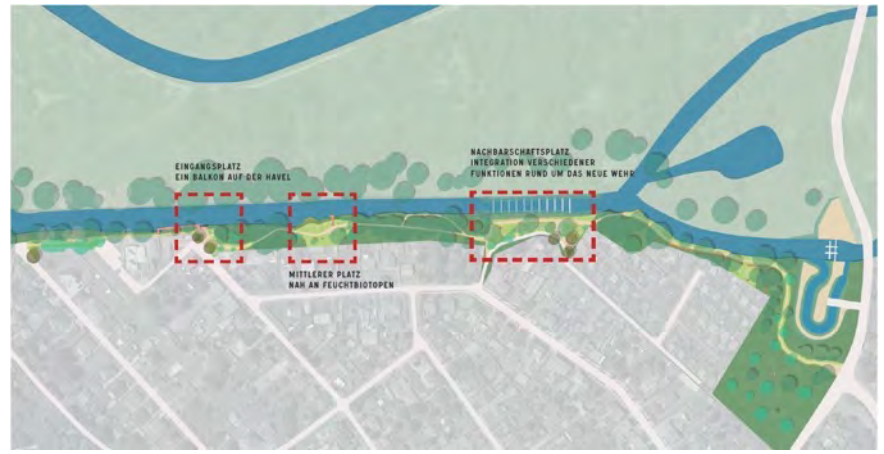 EINGANGSPLATZ
EIN BALKON AUF DER HAVEL
NACHBARSCHAFTSPLATZ
INTEGRATION VERSCHIEDENER
FUNKTIONEN RUND UM DAS NEUE WEHR
MITTLERER PLATZ
NAH AN FEUCHTBIOTOPEN